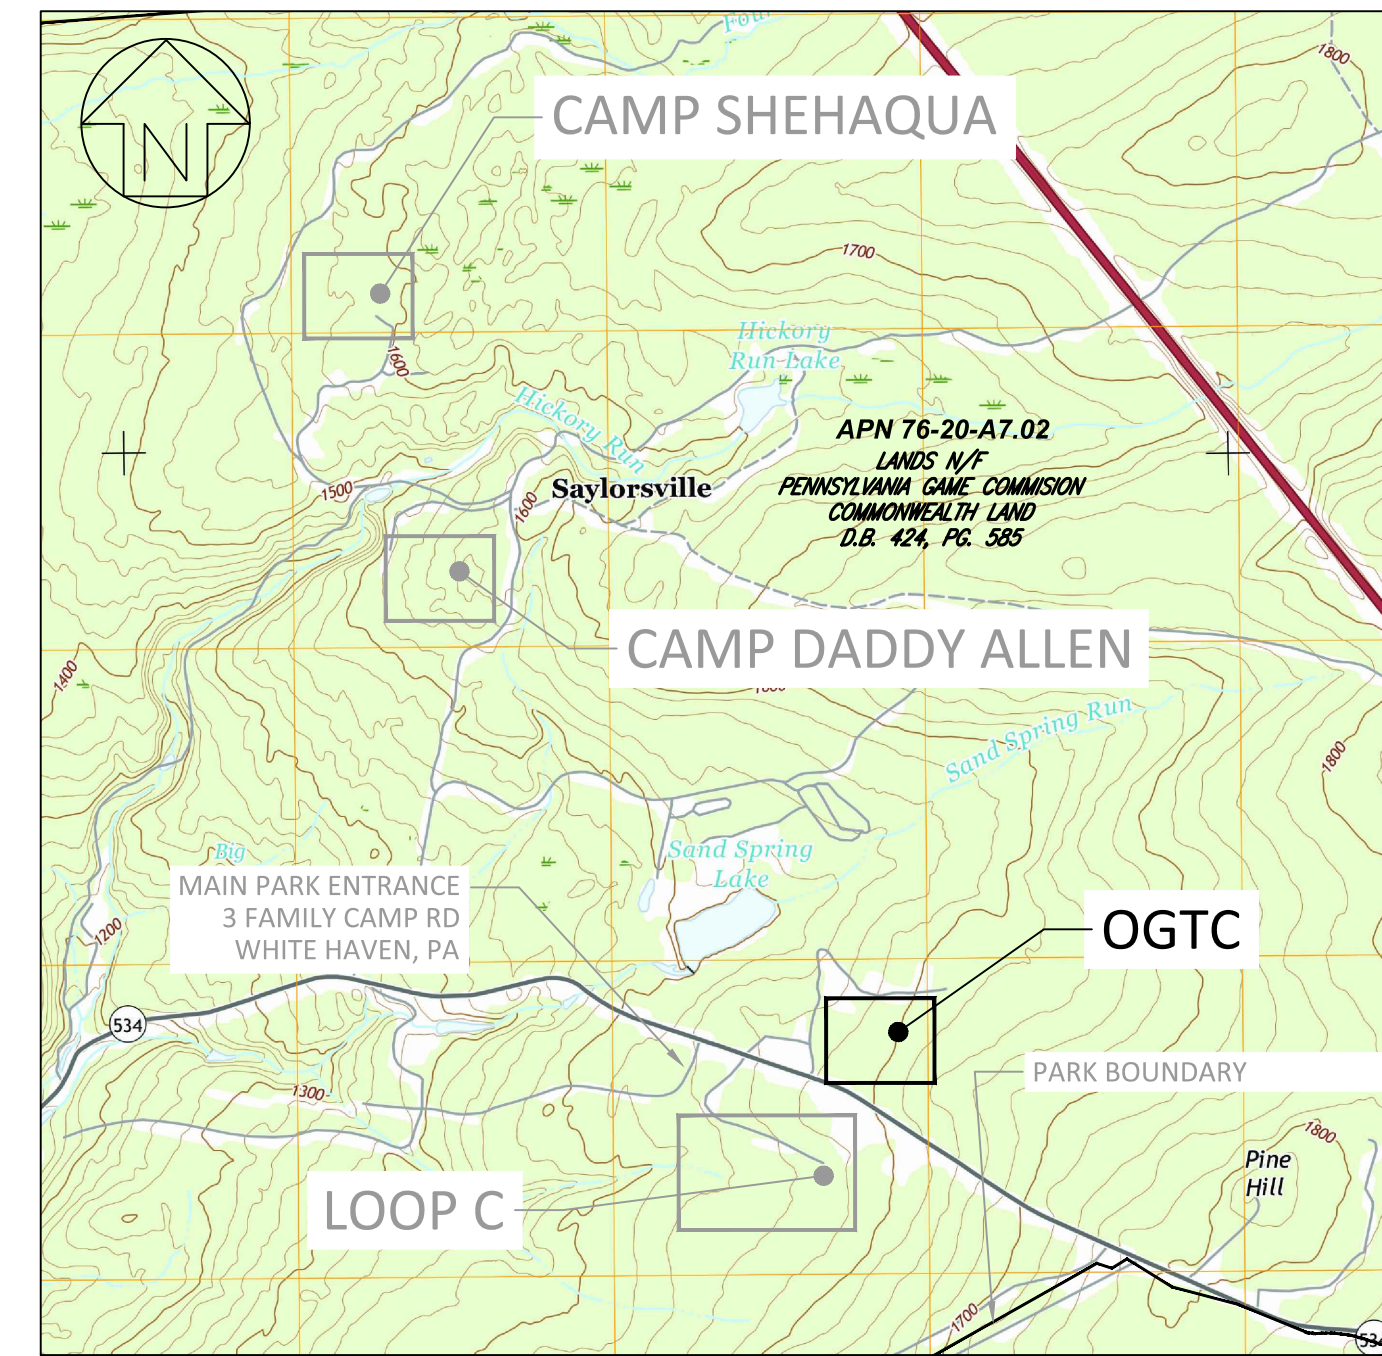 Four
1800
CAMP SHEHAQUA
N
1700
Hickory
Run Lake
1600
Hickory Run
APN 76-20-A7.02
LANDS N/F
PENNSYLVANIA GAME COMMISION
COMMONWEALTH LAND
D.B. 424, PG. 585
1500
Saylorsville
1600
CAMP DADDY ALLEN
1400
Sand Spring Run
1800
Big
Sand Spring
Lake
MAIN PARK ENTRANCE
3 FAMILY CAMP RD
WHITE HAVEN, PA
1200
OGTC
534
PARK BOUNDARY
1300
1800
Pine
Hill
LOOP C
1700
534